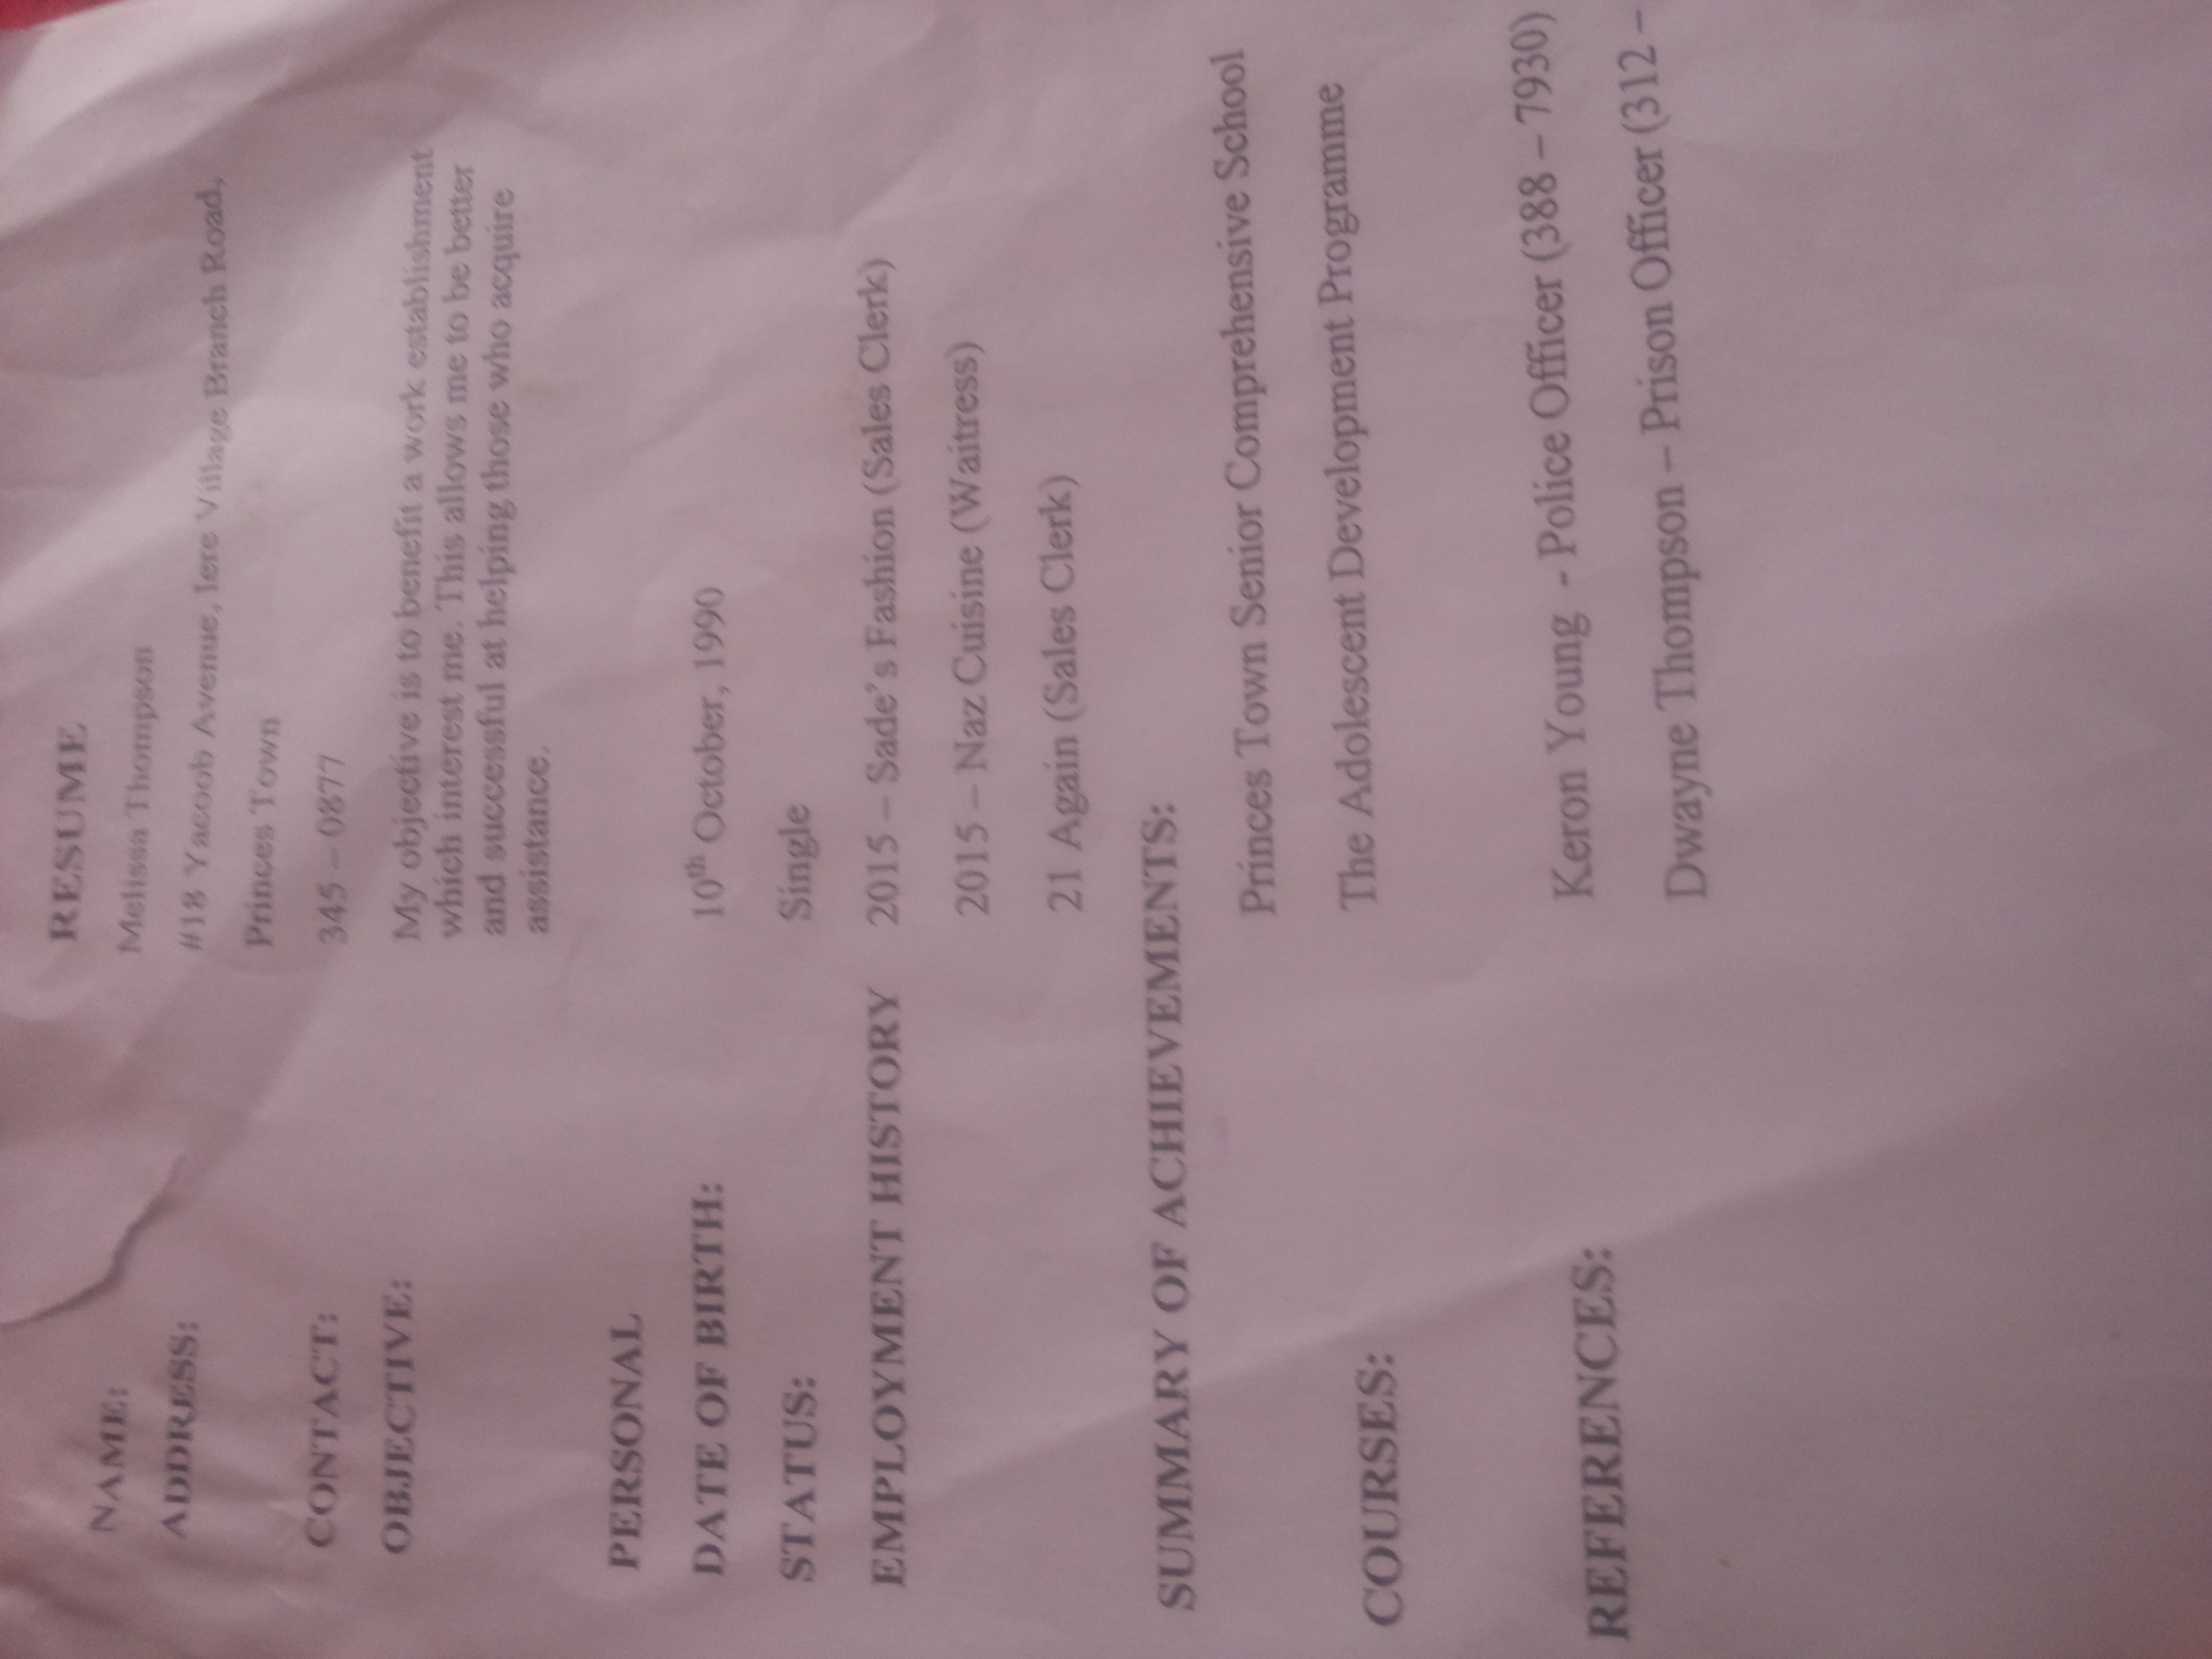 RESUME
NAME: Melissa Thompson
ADDRESS: #18 Yacoob Avenue, Iere Village Branch Road,
Princes Town
CONTACT: 345 – 0877
OBJECTIVE: My objective is to benefit a work establishment
which interest me. This allows me to be better
and successful at helping those who acquire
assistance.
PERSONAL
DATE OF BIRTH: 10th October, 1990
STATUS: Single
EMPLOYMENT HISTORY 2015 – Sade's Fashion (Sales Clerk)
2015 – Naz Cuisine (Waitress)
21 Again (Sales Clerk)
SUMMARY OF ACHIEVEMENTS:
Princes Town Senior Comprehensive School
COURSES: The Adolescent Development Programme
REFERENCES: Keron Young - Police Officer (388 – 7930)
Dwayne Thompson – Prison Officer (312 –